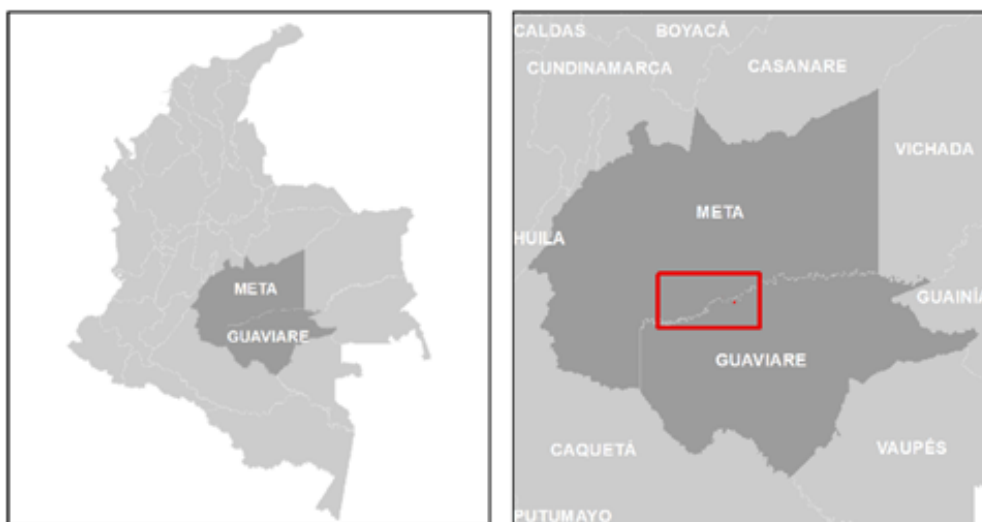 META
GUAVIARE
CALDAS
BOYACÁ
CUNDINAMARCA
CASANARE
VICHADA
META
HUILA
GUAINÍA
GUAVIARE
CAQUETÁ
VAUPÉS
PUTUMAYO